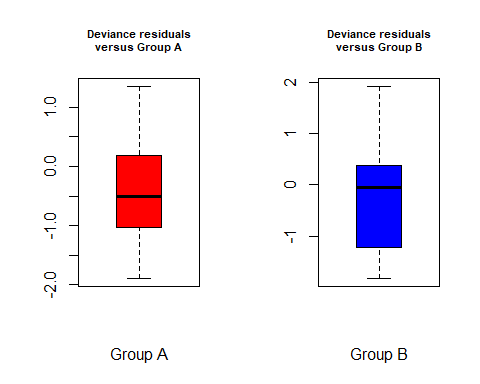 Deviance residuals
versus Group A
1.0
0.0
-1.0
-2.0
Group A
Deviance residuals
versus Group B
2
1
0
-1
Group B